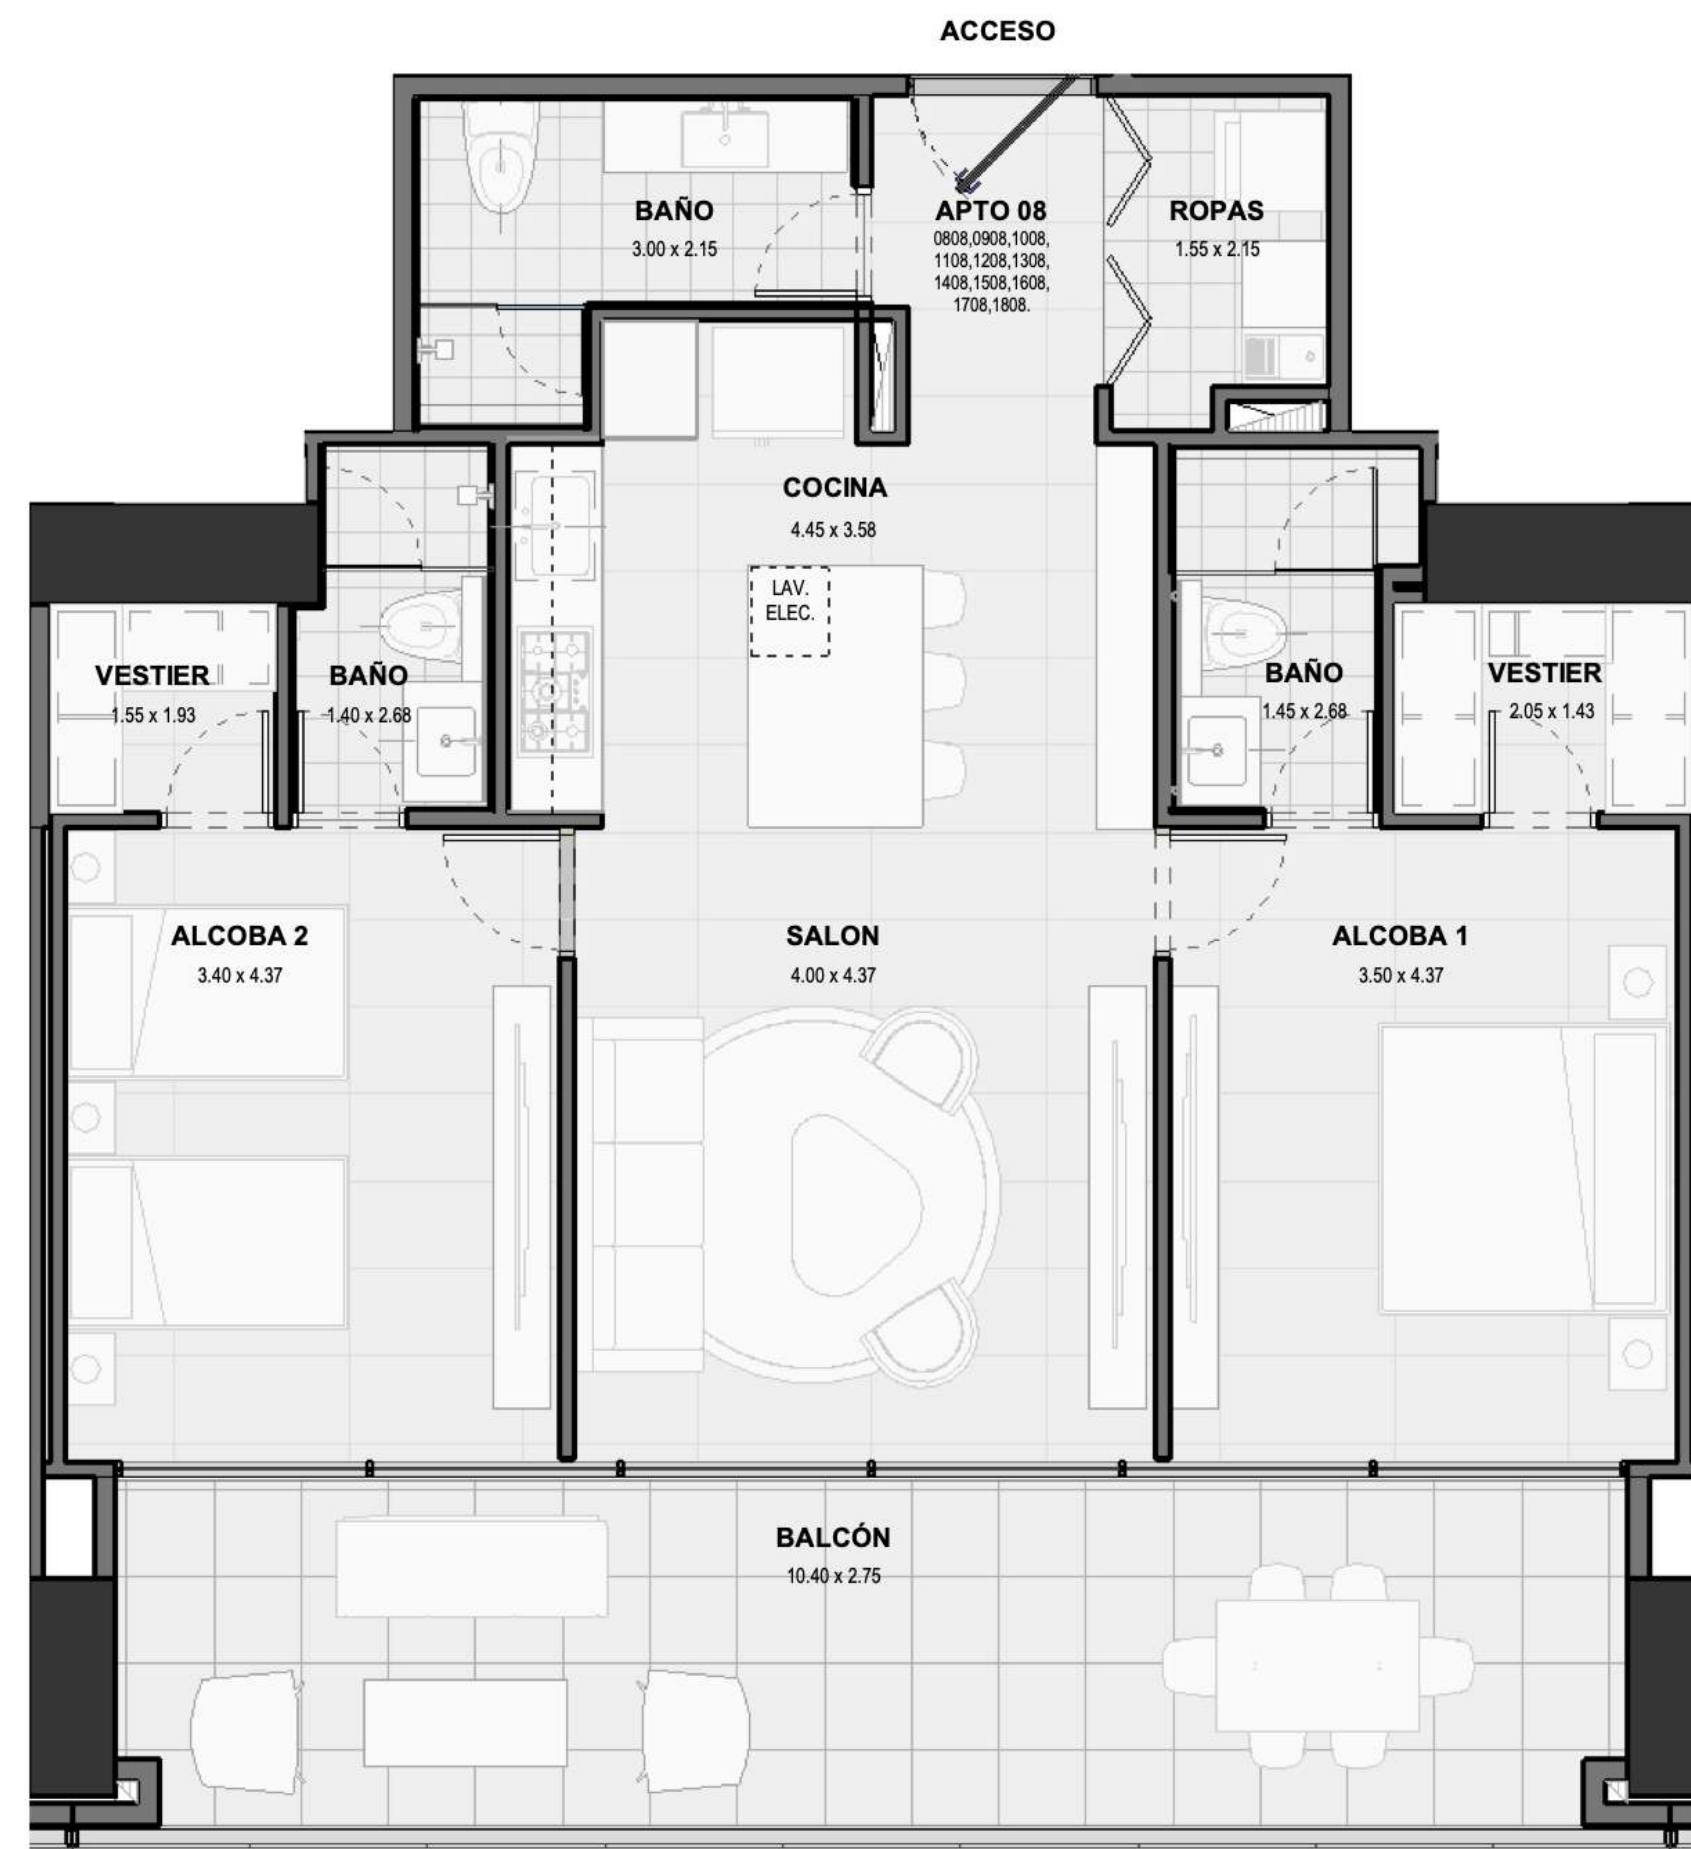 ACCESO
BAÑO
3.00 x 2.15
APTO 08
0808,0908,1008,
1108,1208,1308,
1408,1508,1608,
1708,1808.
ROPAS
1.55 x 2.15
COCINA
4.45 x 3.58
LAV.
ELEC.
VESTIER
1.55 x 1.93
BAÑO
1.40 x 2.68
BAÑO
1.45 x 2.68
VESTIER
2.05 x 1.43
ALCOBA 2
3.40 x 4.37
SALON
4.00 x 4.37
ALCOBA 1
3.50 x 4.37
BALCÓN
10.40 x 2.75